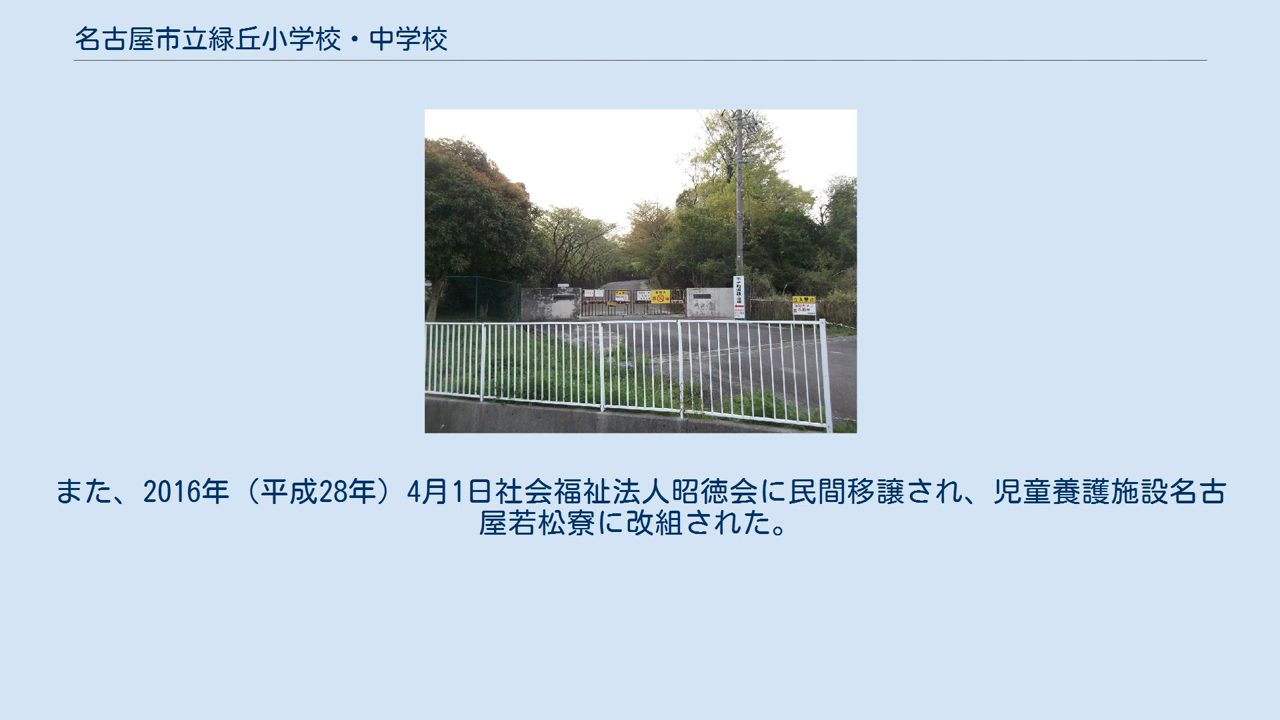 名古屋市立緑丘小学校・中学校
また、2016年（平成28年）4月1日社会福祉法人昭徳会に民間移譲され、児童養護施設名古
屋若松寮に改組された。